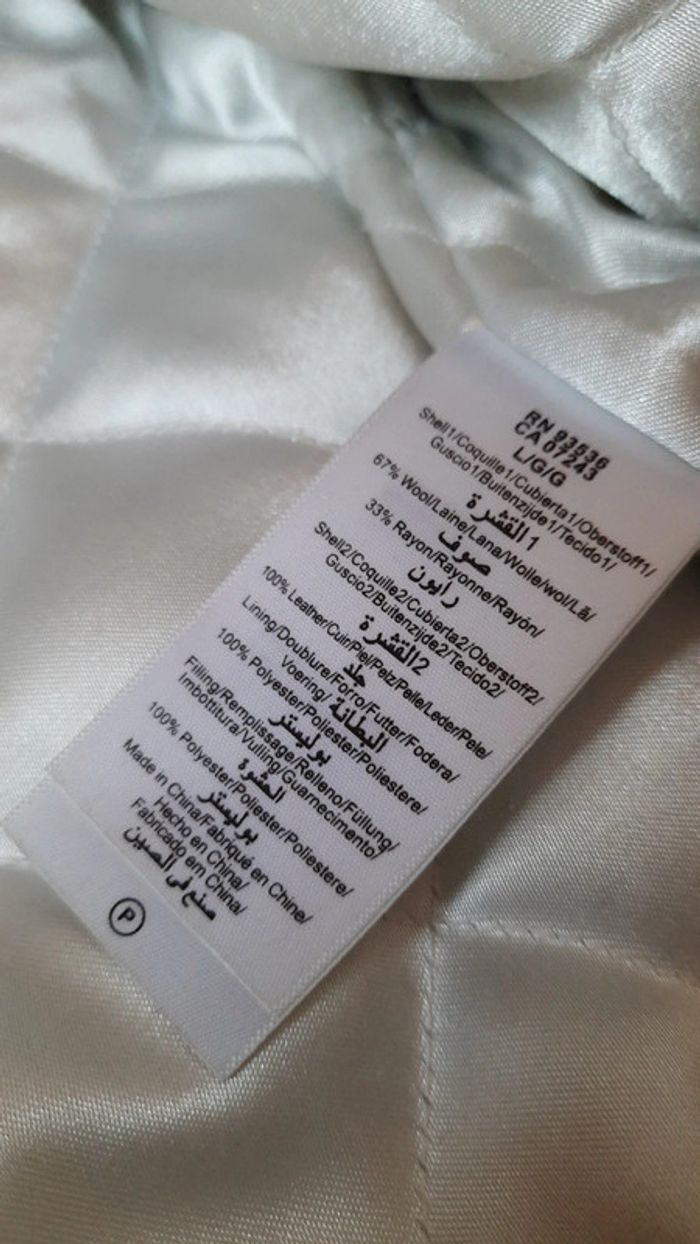 RN 93636
CA 07243
L/G/G
Shell1/Coquille1/Cubierta1/Oberstoff1/
Guscio1/Buitenzijde1/Tecido1/
القشرة 1
67% Wool/Laine/Lana/Wolle/wol/Lã/
صوف
33% Rayon/Rayonne/Rayón/
رايون
Shell2/Coquille2/Cubierta2/Oberstoff2/
Guscio2/Buitenzijde2/Tecido2/
القشرة2
100% Leather/Cuir/Piel/Pelz/Pelle/Leder/Pele/
جلد
Lining/Doublure/Forro/Futter/Fodera/
Voering/ البطانة
100% Polyester/Poliester/Poliestere/
بوليستر
Filling/Remplissage/Relleno/Füllung/
Imbottitura/Vulling/Guarnecimento/
الحشوة
100% Polyester/Poliester/Poliestere/
بوليستر
Made in China/Fabriqué en Chine/
Hecho en China/
Fabricado em China/
صنع في الصين
P